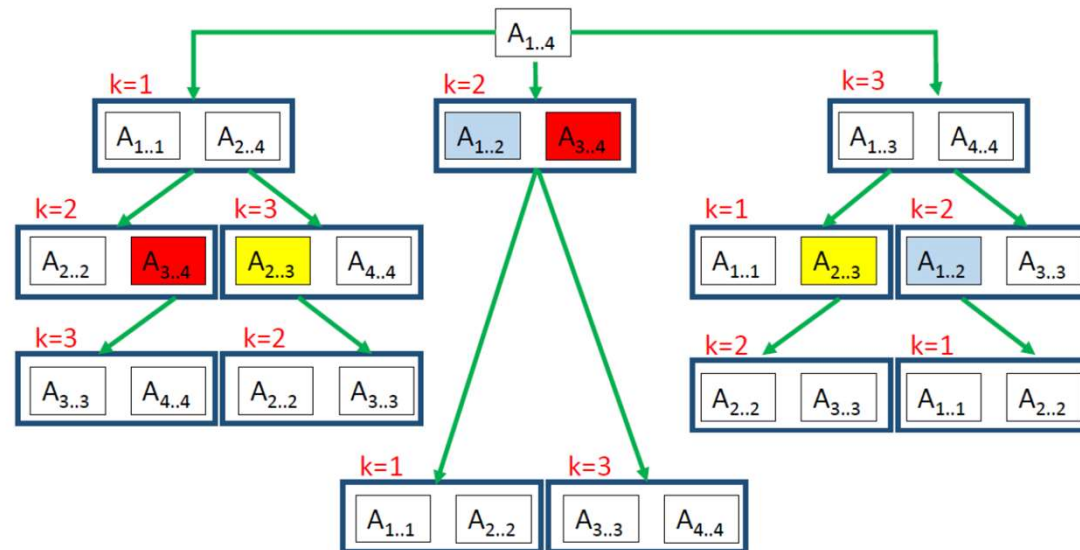 A1..4
k=1 k=2 k=3
A1..1 A2..4 A1..2 A3..4 A1..3 A4..4
k=2 k=3 k=1 k=2
A2..2 A3..4 A2..3 A4..4 A1..1 A2..3 A1..2 A3..3
k=3 k=2 k=2 k=1
A3..3 A4..4 A2..2 A3..3 A2..2 A3..3 A1..1 A2..2
k=1 k=3
A1..1 A2..2 A3..3 A4..4